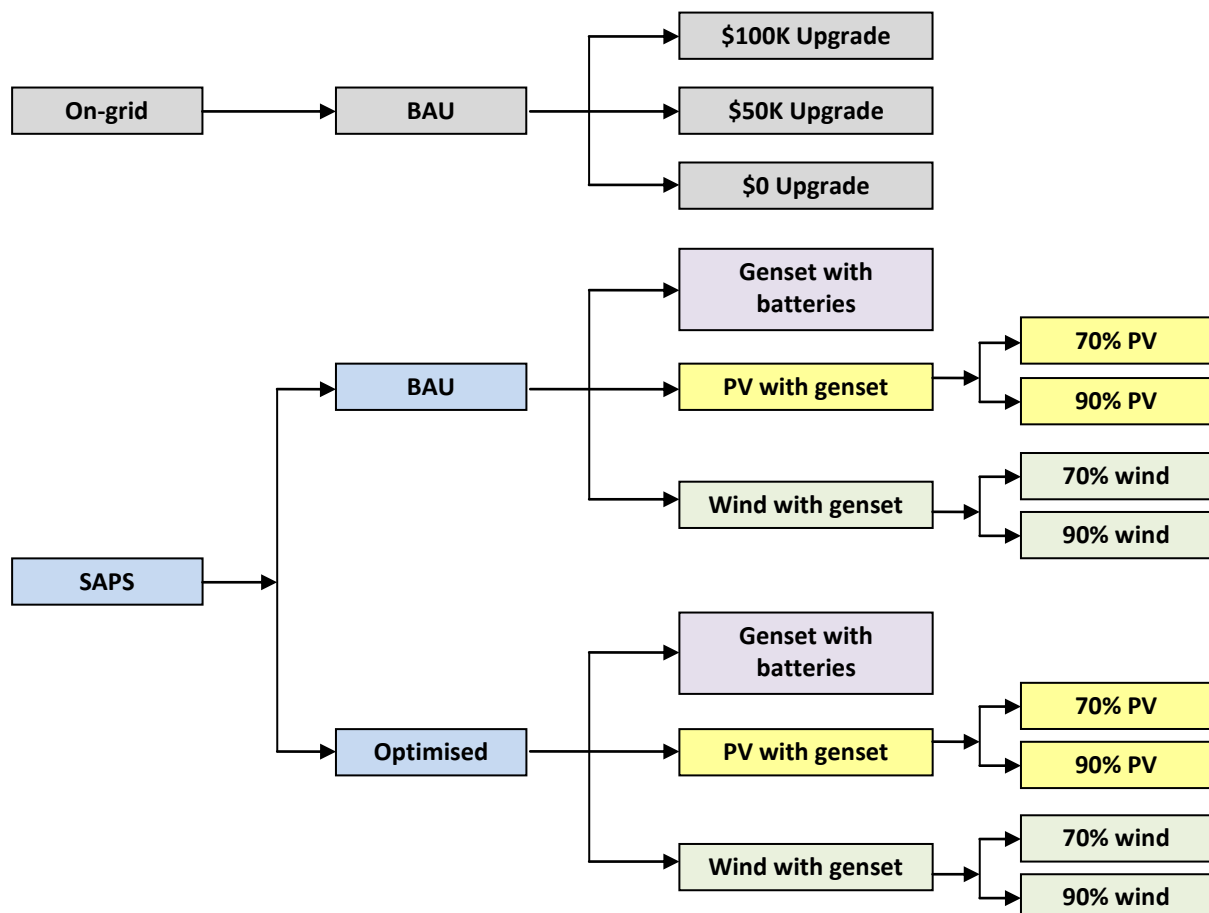 $100K Upgrade
On-grid
BAU
$50K Upgrade
$0 Upgrade
Genset with
batteries
70% PV
BAU
PV with genset
90% PV
70% wind
Wind with genset
90% wind
SAPS
Genset with
batteries
70% PV
Optimised
PV with genset
90% PV
70% wind
Wind with genset
90% wind